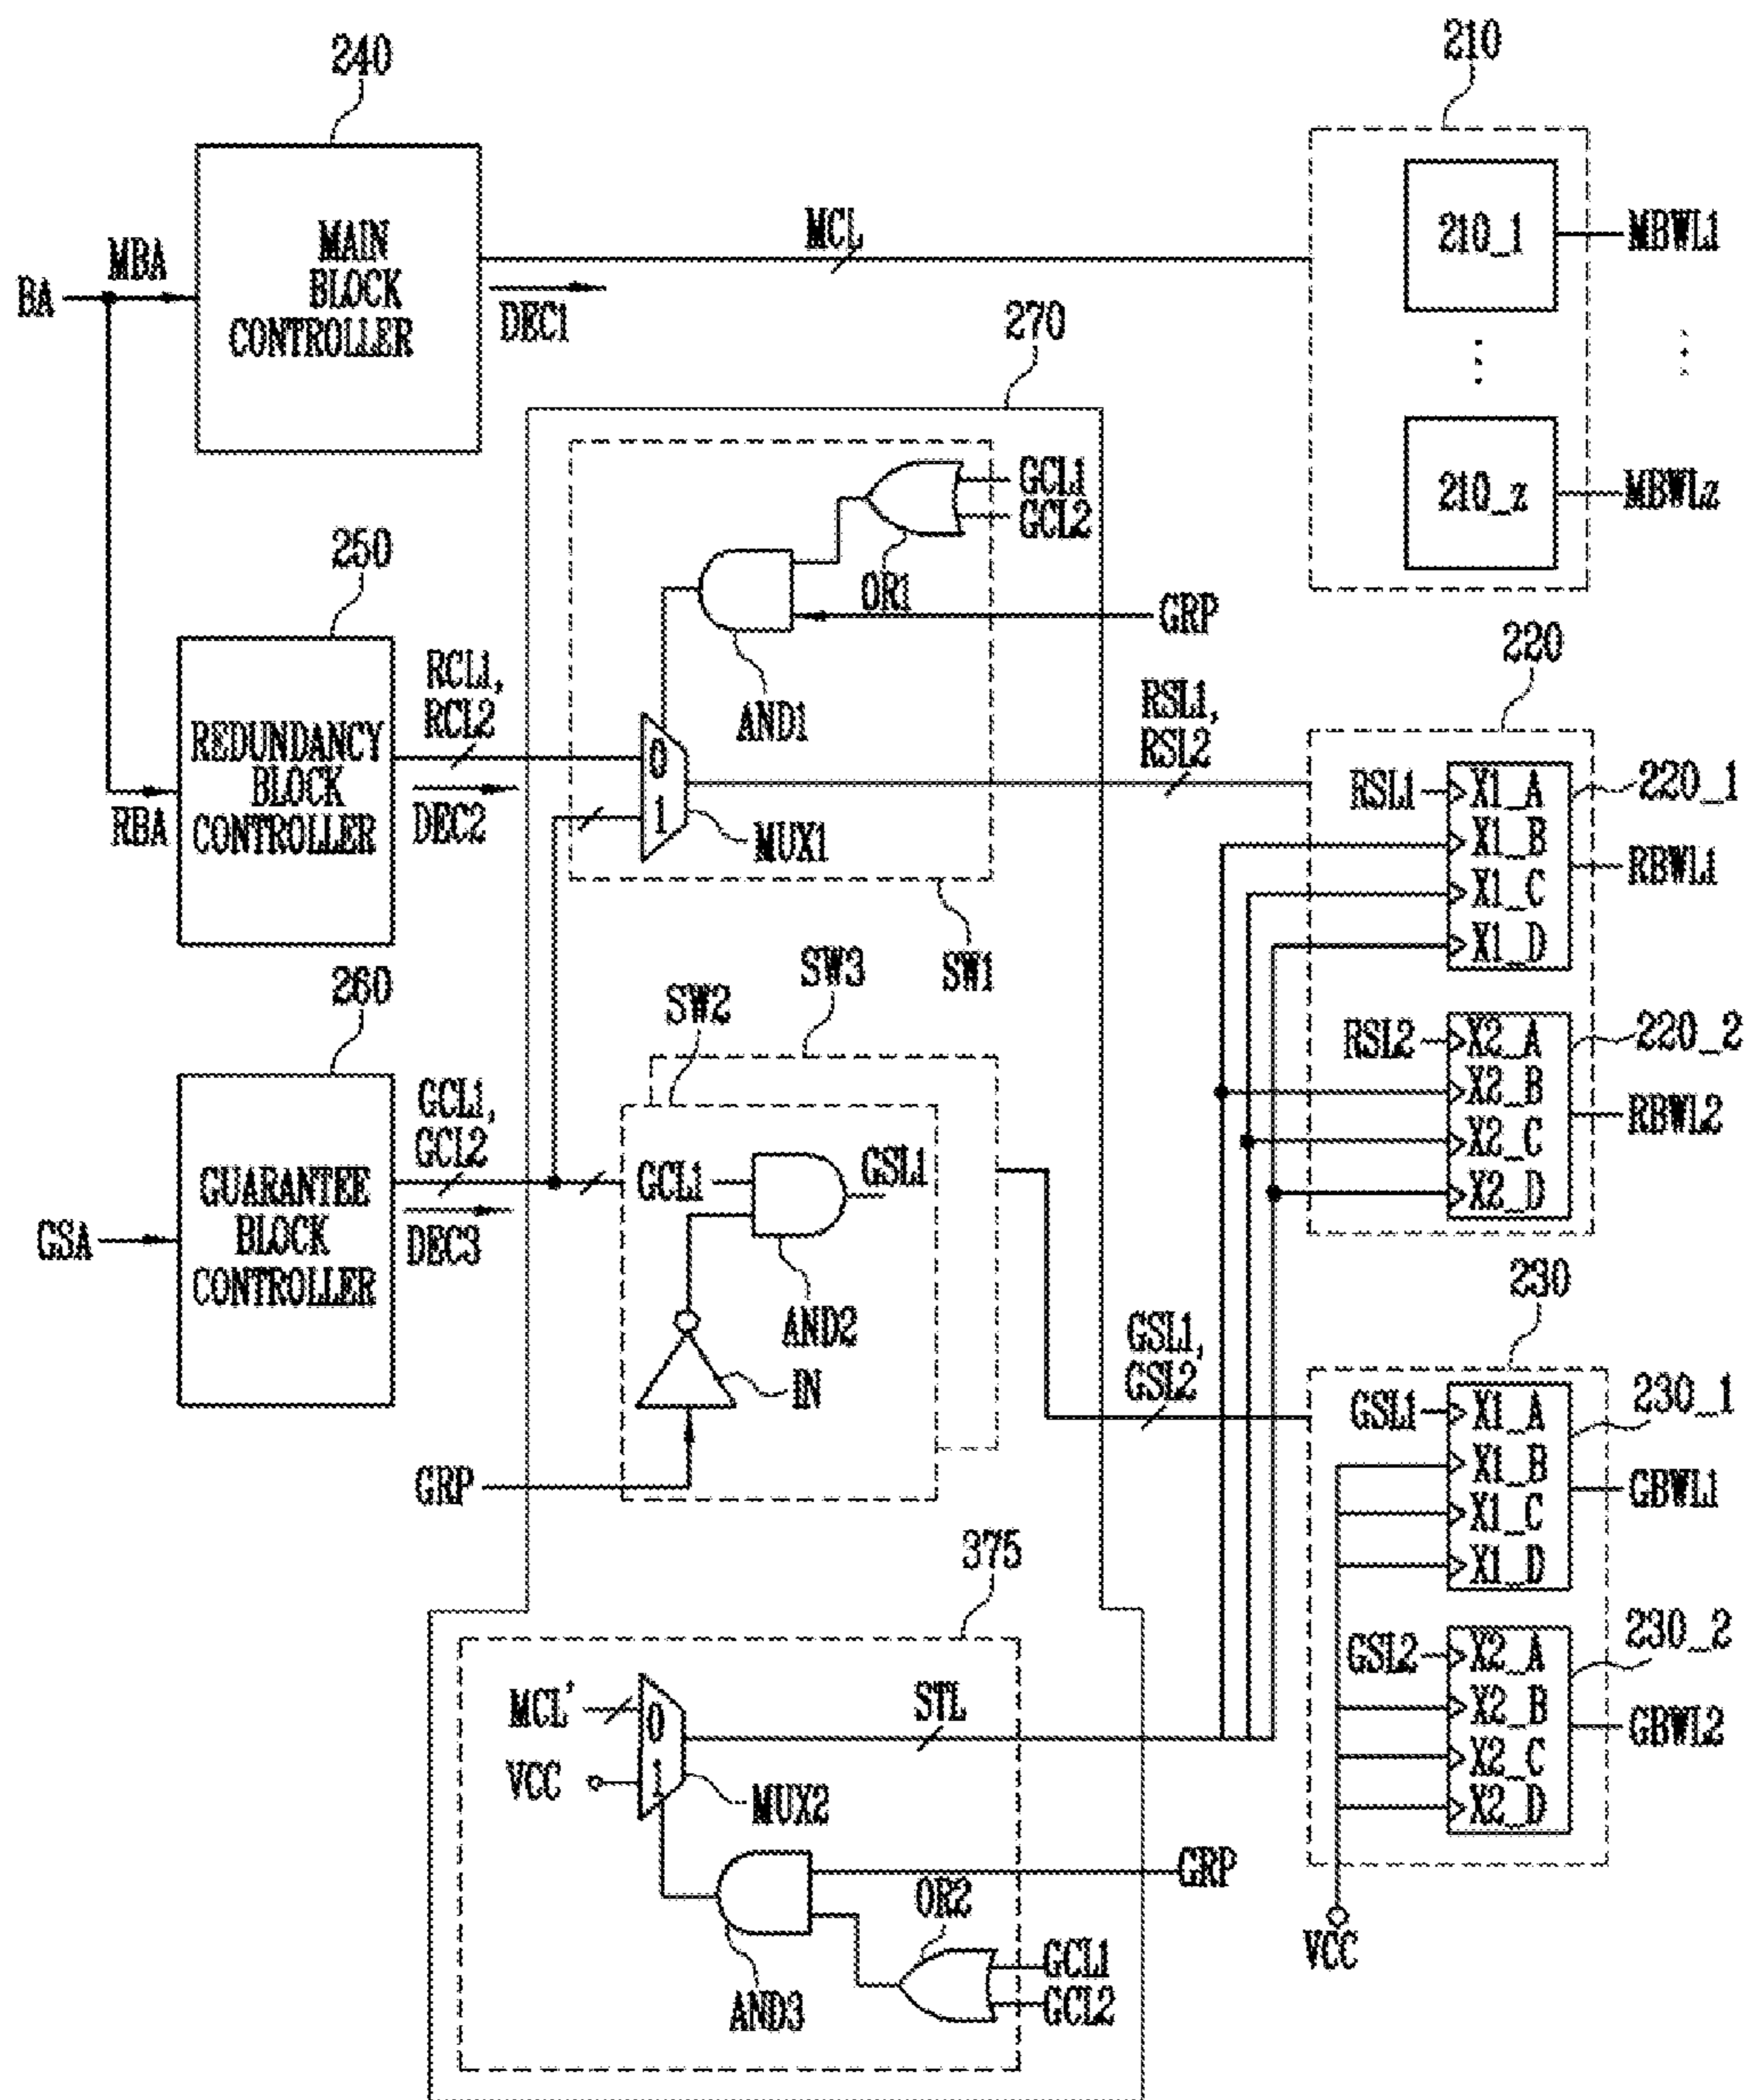 240
210
MAIN
BLOCK
CONTROLLER
BA
MBA
MCL
DEC1
210_1
MBWL1
210_z
MBWLz
270
GCL1
GCL2
OR1
AND1
GRP
250
REDUNDANCY
BLOCK
CONTROLLER
RBA
RCL1,
RCL2
DEC2
0
1
MUX1
SW1
RSL1,
RSL2
220
RSL1
X1_A
X1_B
X1_C
X1_D
220_1
RBWL1
RSL2
X2_A
X2_B
X2_C
X2_D
220_2
RBWL2
260
GUARANTEE
BLOCK
CONTROLLER
GSA
GCL1,
GCL2
DEC3
SW2
SW3
GCL1
GSL1
AND2
IN
GRP
GSL1,
GSL2
230
GSL1
X1_A
X1_B
X1_C
X1_D
230_1
GBWL1
GSL2
X2_A
X2_B
X2_C
X2_D
230_2
GBWL2
VCC
375
MCL'
VCC
0
1
MUX2
STL
GRP
AND3
OR2
GCL1
GCL2